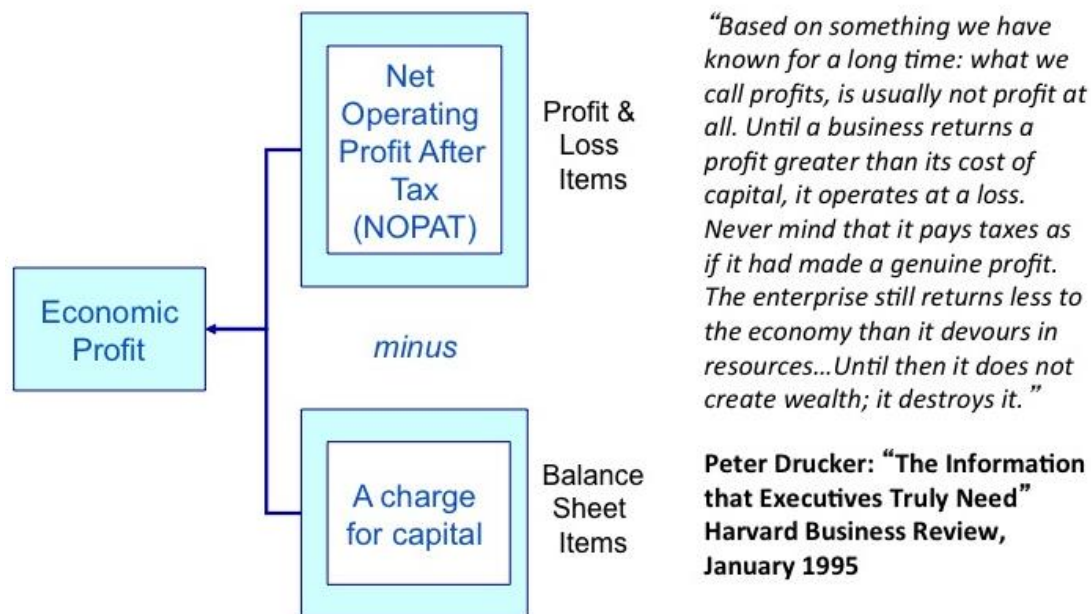 Economic
Profit
Net
Operating
Profit After
Tax
(NOPAT)
Profit &
Loss
Items
minus
A charge
for capital
Balance
Sheet
Items
“Based on something we have
known for a long time: what we
call profits, is usually not profit at
all. Until a business returns a
profit greater than its cost of
capital, it operates at a loss.
Never mind that it pays taxes as
if it had made a genuine profit.
The enterprise still returns less to
the economy than it devours in
resources...Until then it does not
create wealth; it destroys it.”
Peter Drucker: “The Information
that Executives Truly Need”
Harvard Business Review,
January 1995